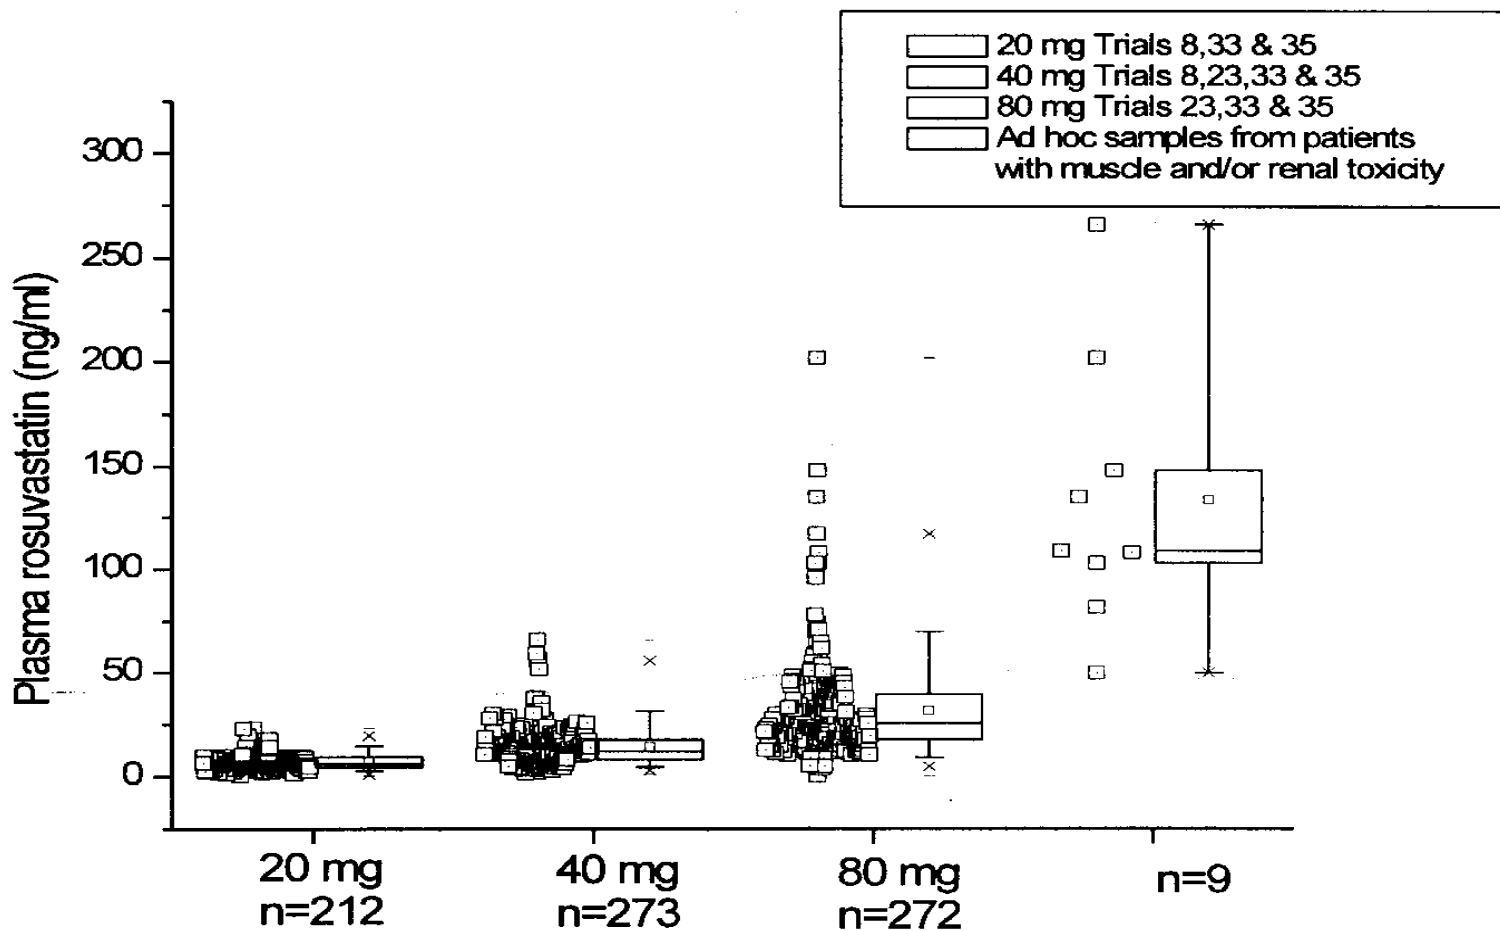 20 mg Trials 8,33 & 35
40 mg Trials 8,23,33 & 35
80 mg Trials 23,33 & 35
Ad hoc samples from patients
with muscle and/or renal toxicity
Plasma rosuvastatin (ng/ml)
300
250
200
150
100
50
0
20 mg
n=212
40 mg
n=273
80 mg
n=272
n=9